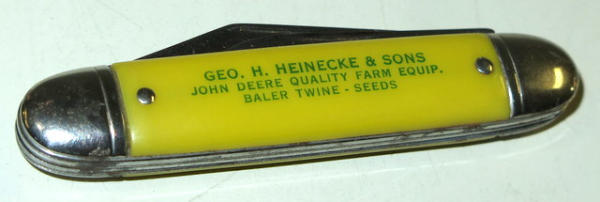 GEO. H. HEINECKE & SONS
JOHN DEERE QUALITY FARM EQUIP.
BALER TWINE - SEEDS